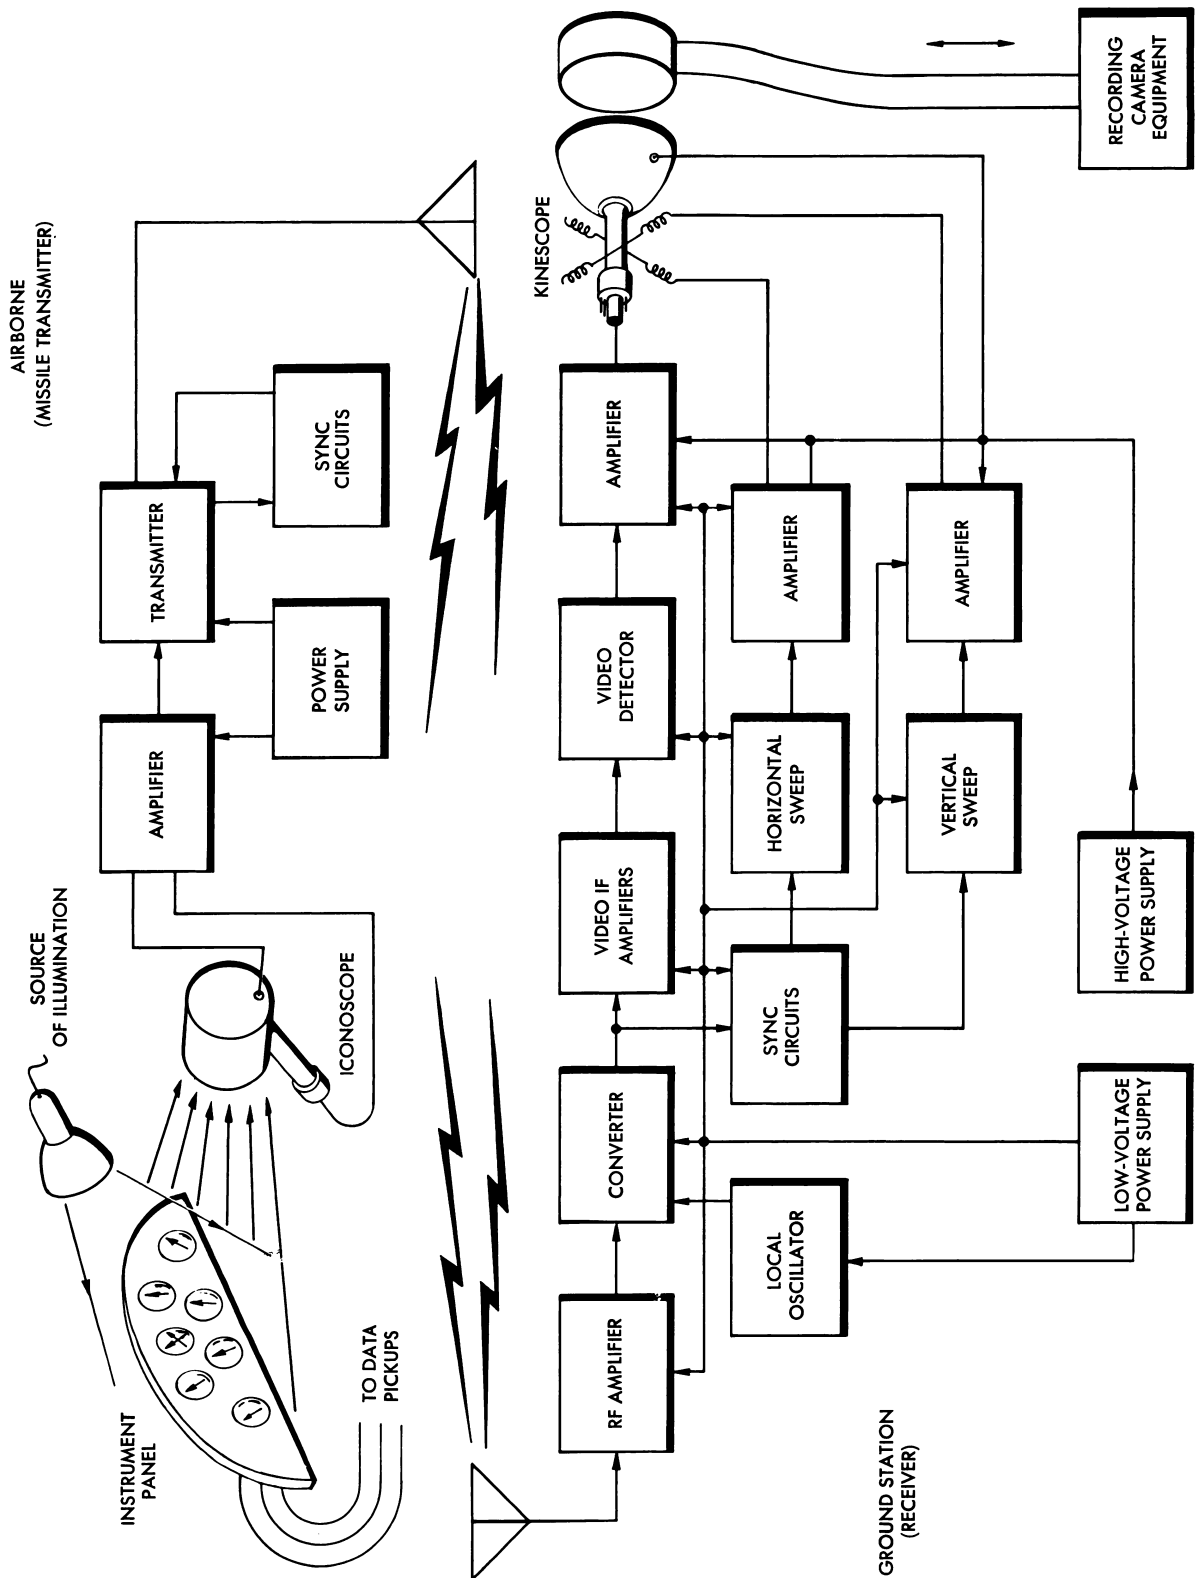 AIRBORNE
(MISSILE TRANSMITTER)
SOURCE
OF ILLUMINATION
INSTRUMENT
PANEL
TO DATA
PICKUPS
ICONOSCOPE
AMPLIFIER
POWER
SUPPLY
TRANSMITTER
SYNC
CIRCUITS
KINESCOPE
RF AMPLIFIER
CONVERTER
VIDEO IF
AMPLIFIERS
VIDEO
DETECTOR
AMPLIFIER
LOCAL
OSCILLATOR
SYNC
CIRCUITS
HORIZONTAL
SWEEP
AMPLIFIER
VERTICAL
SWEEP
AMPLIFIER
GROUND STATION
(RECEIVER)
LOW-VOLTAGE
POWER SUPPLY
HIGH-VOLTAGE
POWER SUPPLY
RECORDING
CAMERA
EQUIPMENT